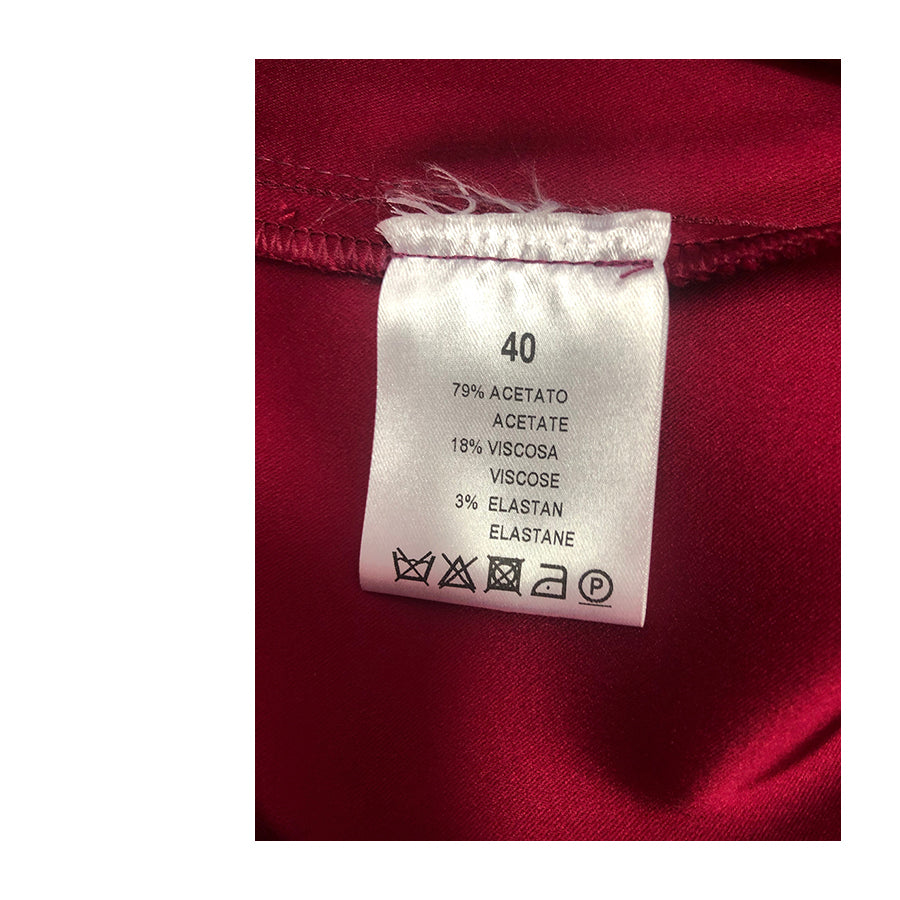 40
79% ACETATO
ACETATE
18% VISCOSA
VISCOSE
3% ELASTAN
ELASTANE
P